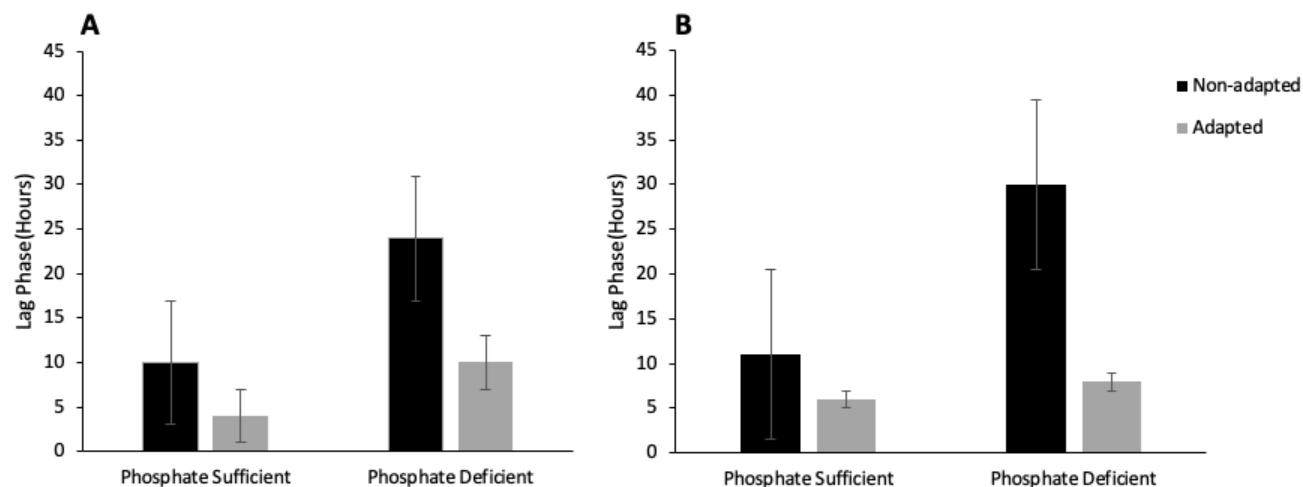 A
45
40
35
30
25
20
15
10
5
0
Lag Phase(Hours)
Phosphate Sufficient
Phosphate Deficient
B
45
40
35
30
25
20
15
10
5
0
Lag Phase(Hours)
Phosphate Sufficient
Phosphate Deficient
Non-adapted
Adapted